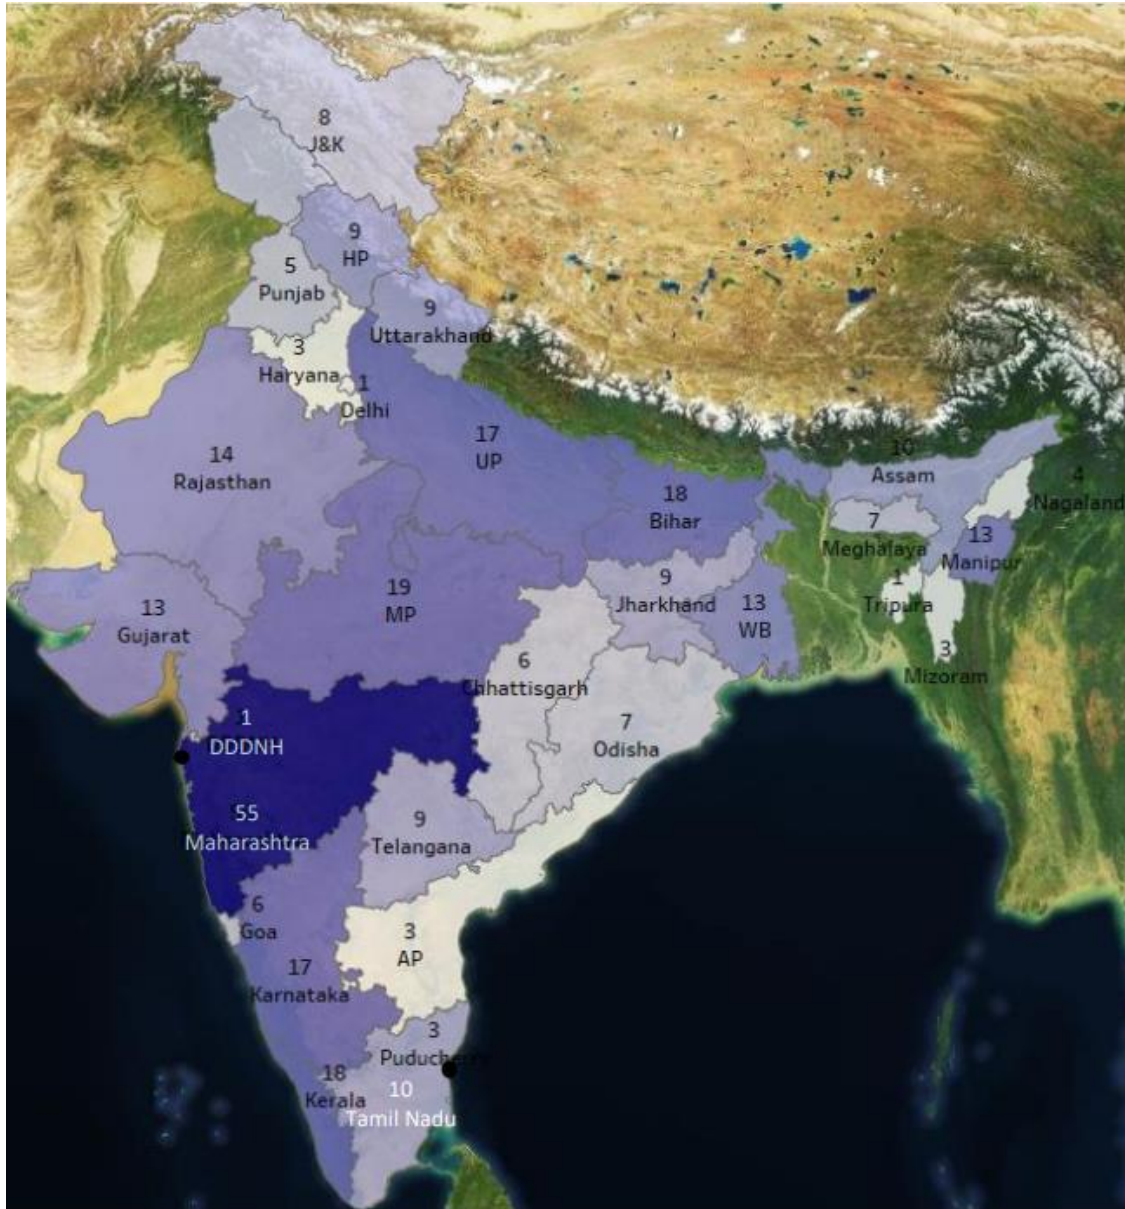 8
J&K
9
HP
5
Punjab
9
Uttarakhand
3
Haryana
1
Delhi
17
UP
14
Rajasthan
10
Assam
4
Nagaland
18
Bihar
7
Meghalaya
13
Manipur
19
MP
9
Jharkhand
1
Tripura
13
Gujarat
13
WB
3
Mizoram
6
Chhattisgarh
7
Odisha
1
DDDNH
55
Maharashtra
9
Telangana
6
Goa
3
AP
17
Karnataka
3
Puducherry
18
Kerala
10
Tamil Nadu